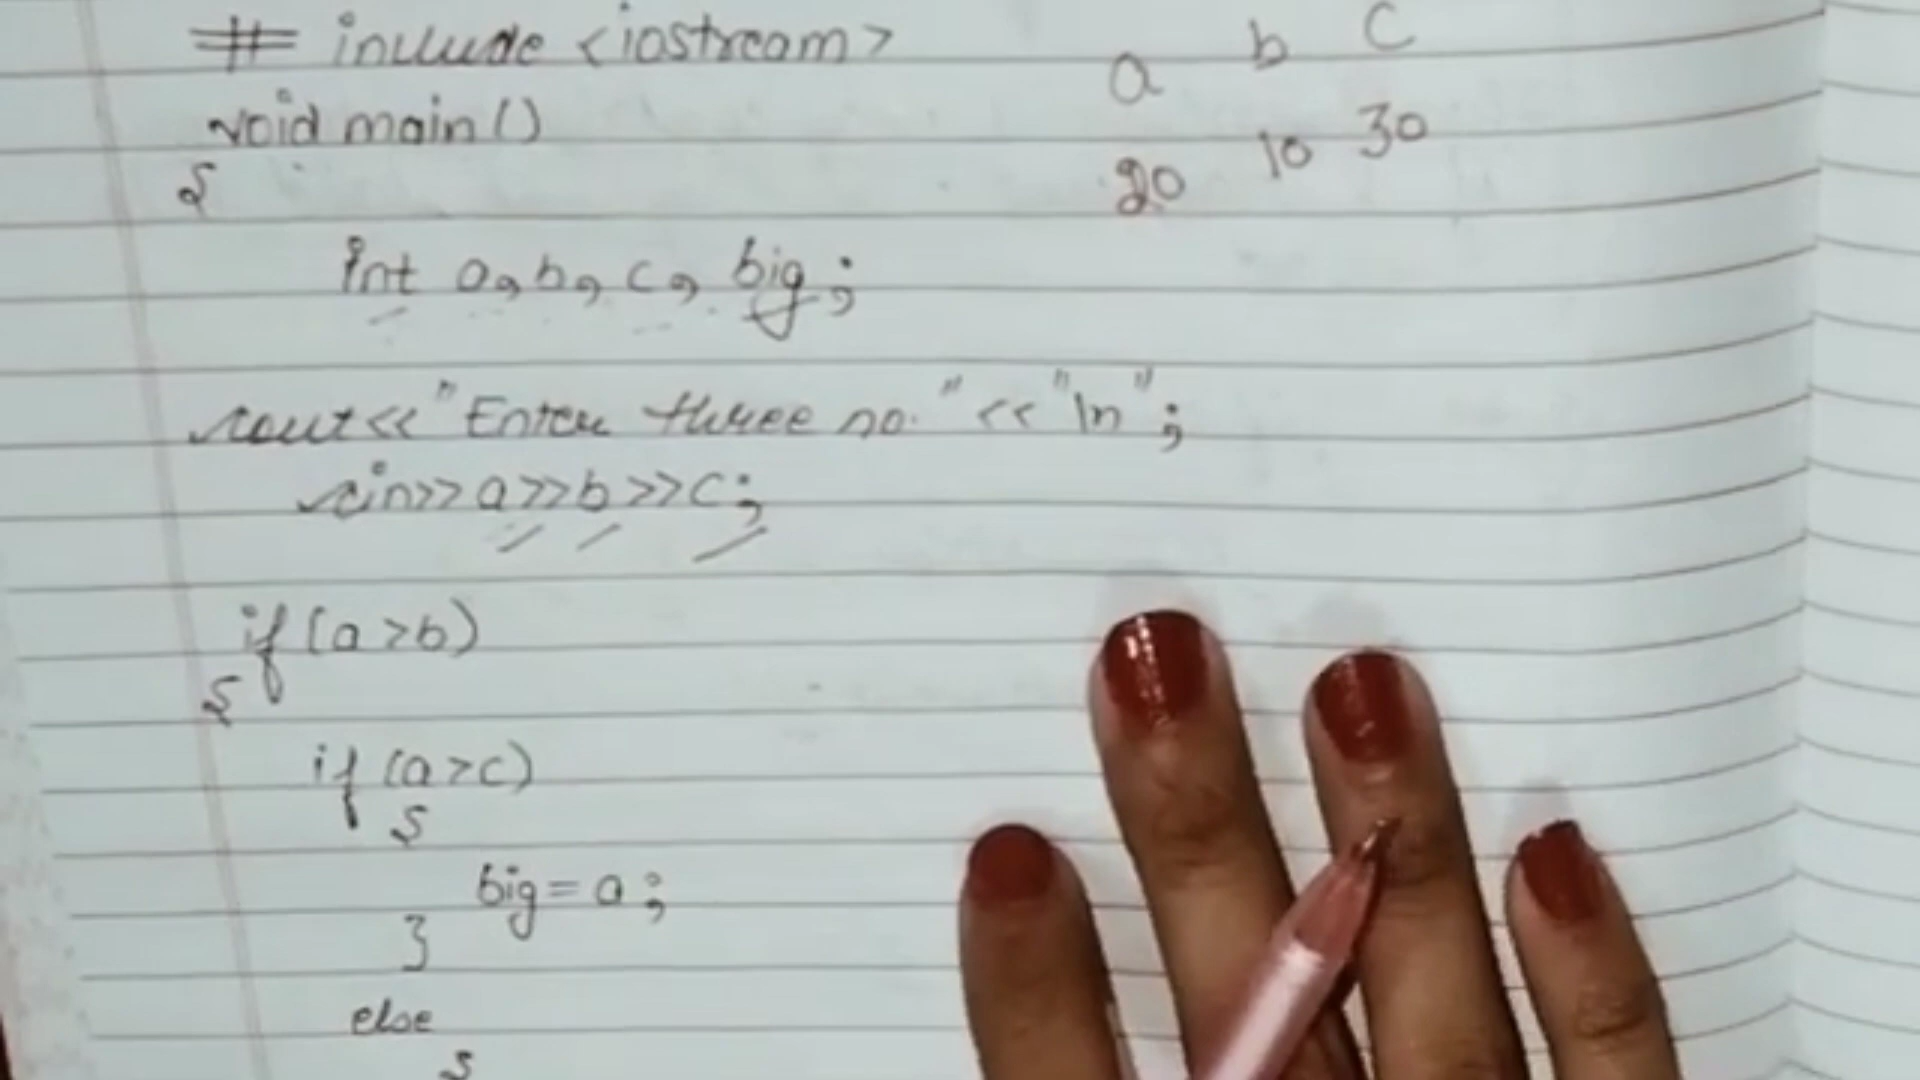 # include <iostream>
void main()
{
int a, b, c, big;
cout<< "Enter three no." << "\n";
cin>>a>>b>>c;
if (a>b)
{
if (a>c)
{
big = a;
}
else
{
a b c
20 10 30